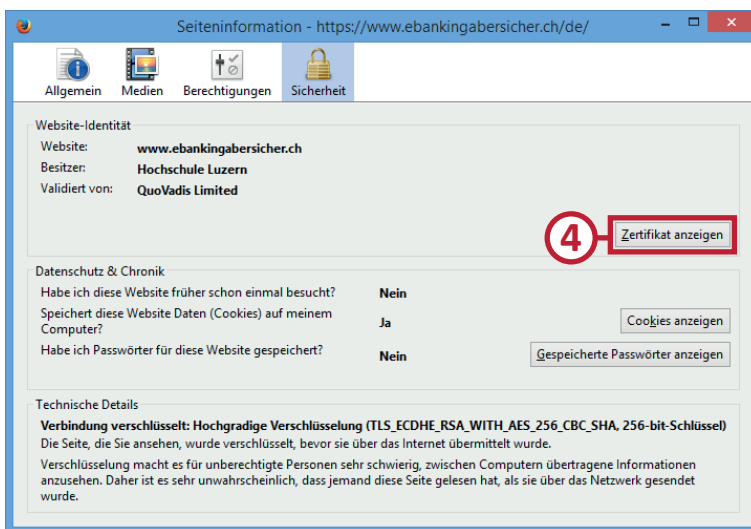 Seiteninformation - https://www.ebankingabersicher.ch/de/
Allgemein Medien Berechtigungen Sicherheit
Website-Identität
Website: www.ebankingabersicher.ch
Besitzer: Hochschule Luzern
Validiert von: QuoVadis Limited
4 Zertifikat anzeigen
Datenschutz & Chronik
Habe ich diese Website früher schon einmal besucht? Nein
Speichert diese Website Daten (Cookies) auf meinem
Computer? Ja Cookies anzeigen
Habe ich Passwörter für diese Website gespeichert? Nein Gespeicherte Passwörter anzeigen
Technische Details
Verbindung verschlüsselt: Hochgradige Verschlüsselung (TLS_ECDHE_RSA_WITH_AES_256_CBC_SHA, 256-bit-Schlüssel)
Die Seite, die Sie ansehen, wurde verschlüsselt, bevor sie über das Internet übermittelt wurde.
Verschlüsselung macht es für unberechtigte Personen sehr schwierig, zwischen Computern übertragene Informationen
anzusehen. Daher ist es sehr unwahrscheinlich, dass jemand diese Seite gelesen hat, als sie über das Netzwerk gesendet
wurde.